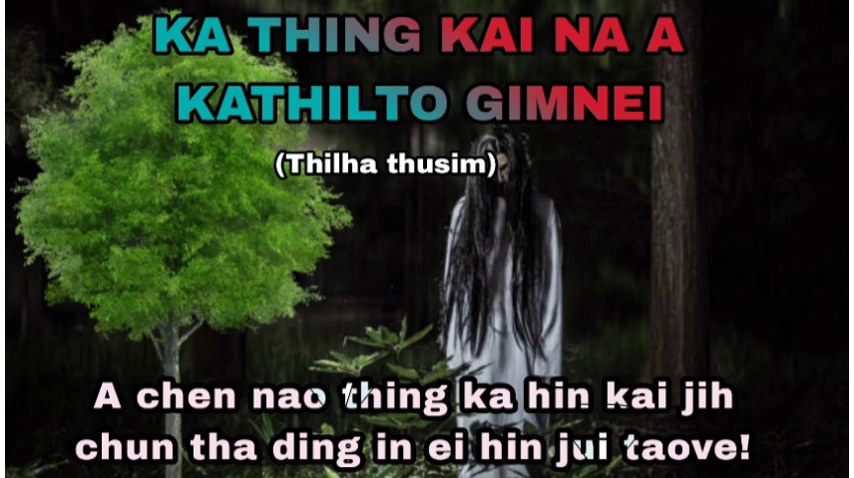 KA THING KAI NA A
KATHILTO GIMNEI
(Thilha thusim)
A chen nao thing ka hin kai jih
chun tha ding in ei hin jui taove!